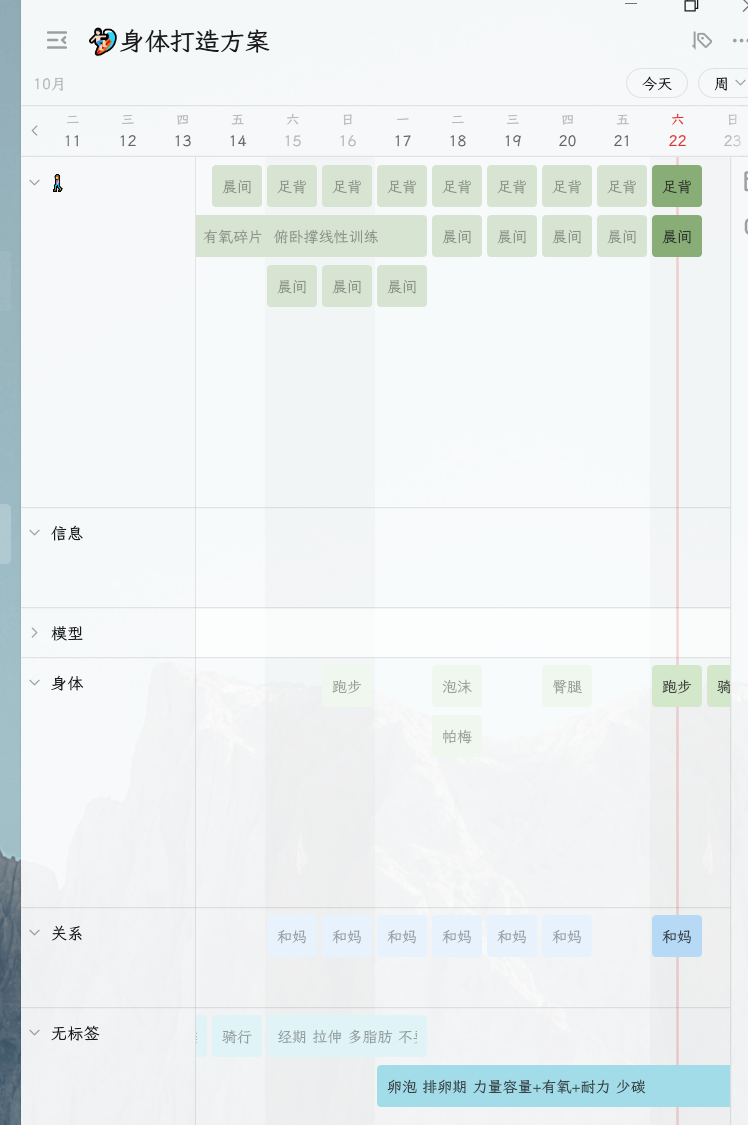 身体打造方案
10月
今天
周
二 三 四 五 六 日 一 二 三 四 五 六 日
11 12 13 14 15 16 17 18 19 20 21 22 23
晨间 足背 足背 足背 足背 足背 足背 足背 足背
有氧碎片 俯卧撑线性训练 晨间 晨间 晨间 晨间 晨间
晨间 晨间 晨间
信息
模型
身体
跑步 泡沫 臀腿 跑步 骑
帕梅
关系
和妈 和妈 和妈 和妈 和妈 和妈 和妈
无标签
骑行 经期 拉伸 多脂肪 不
卵泡 排卵期 力量容量+有氧+耐力 少碳